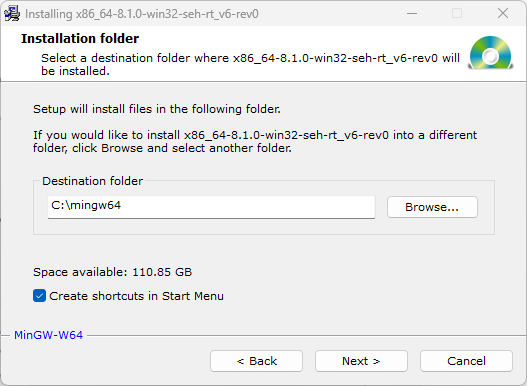 Installing x86_64-8.1.0-win32-seh-rt_v6-rev0
Installation folder
Select a destination folder where x86_64-8.1.0-win32-seh-rt_v6-rev0 will
be installed.
Setup will install files in the following folder.
If you would like to install x86_64-8.1.0-win32-seh-rt_v6-rev0 into a different
folder, click Browse and select another folder.
Destination folder
C:\mingw64
Browse...
Space available: 110.85 GB
Create shortcuts in Start Menu
MinGW-W64
< Back
Next >
Cancel